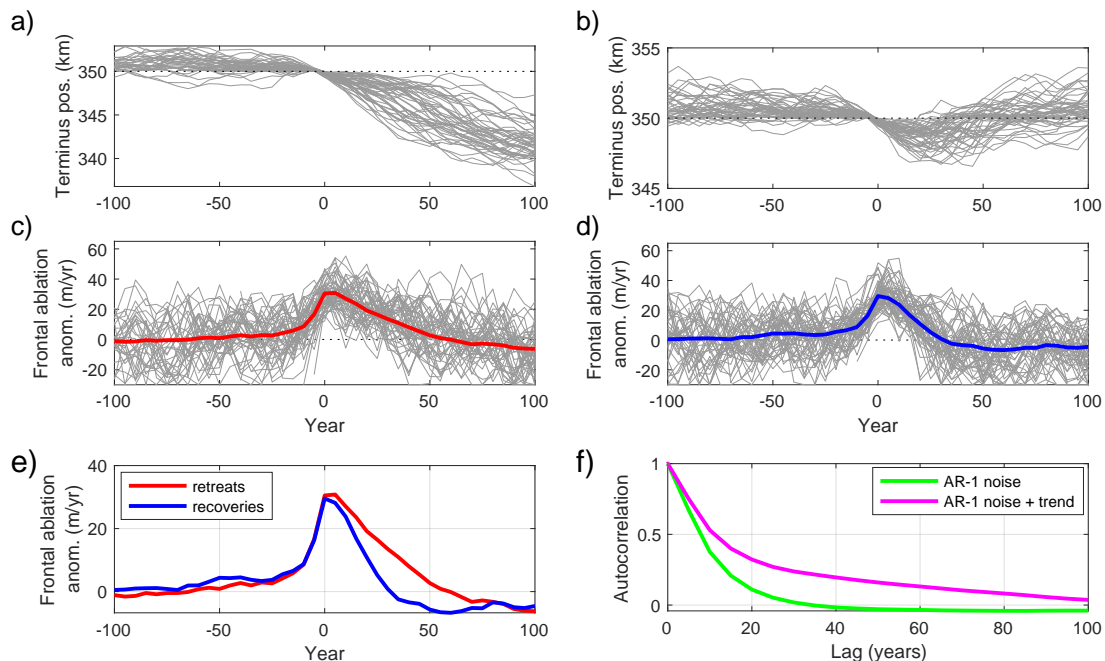 a)
Terminus pos. (km)
350
345
340
-100 -50 0 50 100
b)
Terminus pos. (km)
355
350
345
-100 -50 0 50 100
c)
Frontal ablation
anom. (m/yr)
60
40
20
0
-20
-100 -50 0 50 100
Year
d)
Frontal ablation
anom. (m/yr)
60
40
20
0
-20
-100 -50 0 50 100
Year
e)
Frontal ablation
anom. (m/yr)
40
20
0
-100 -50 0 50 100
Year
retreats
recoveries
f)
Autocorrelation
1
0.5
0
0 20 40 60 80 100
Lag (years)
AR-1 noise
AR-1 noise + trend